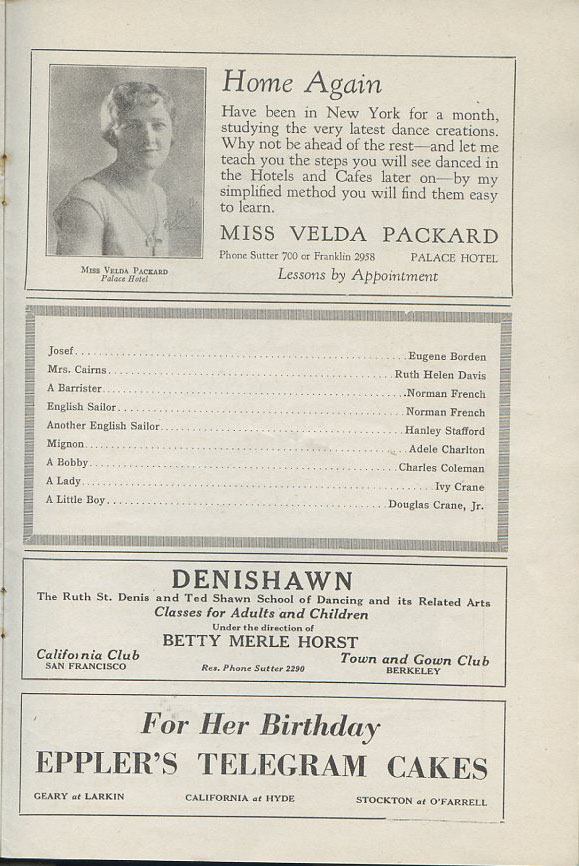 Home Again
Have been in New York for a month,
studying the very latest dance creations.
Why not be ahead of the rest—and let me
teach you the steps you will see danced in
the Hotels and Cafes later on—by my
simplified method you will find them easy
to learn.
MISS VELDA PACKARD
Phone Sutter 700 or Franklin 2958 PALACE HOTEL
Lessons by Appointment
MISS VELDA PACKARD
Palace Hotel
Josef Eugene Borden
Mrs. Cairns Ruth Helen Davis
A Barrister Norman French
English Sailor Norman French
Another English Sailor Hanley Stafford
Mignon Adele Charlton
A Bobby Charles Coleman
A Lady Ivy Crane
A Little Boy Douglas Crane, Jr.
DENISHAWN
The Ruth St. Denis and Ted Shawn School of Dancing and its Related Arts
Classes for Adults and Children
Under the direction of
BETTY MERLE HORST
California Club Town and Gown Club
SAN FRANCISCO Res. Phone Sutter 2290 BERKELEY
For Her Birthday
EPPLER'S TELEGRAM CAKES
GEARY at LARKIN CALIFORNIA at HYDE STOCKTON at O'FARRELL